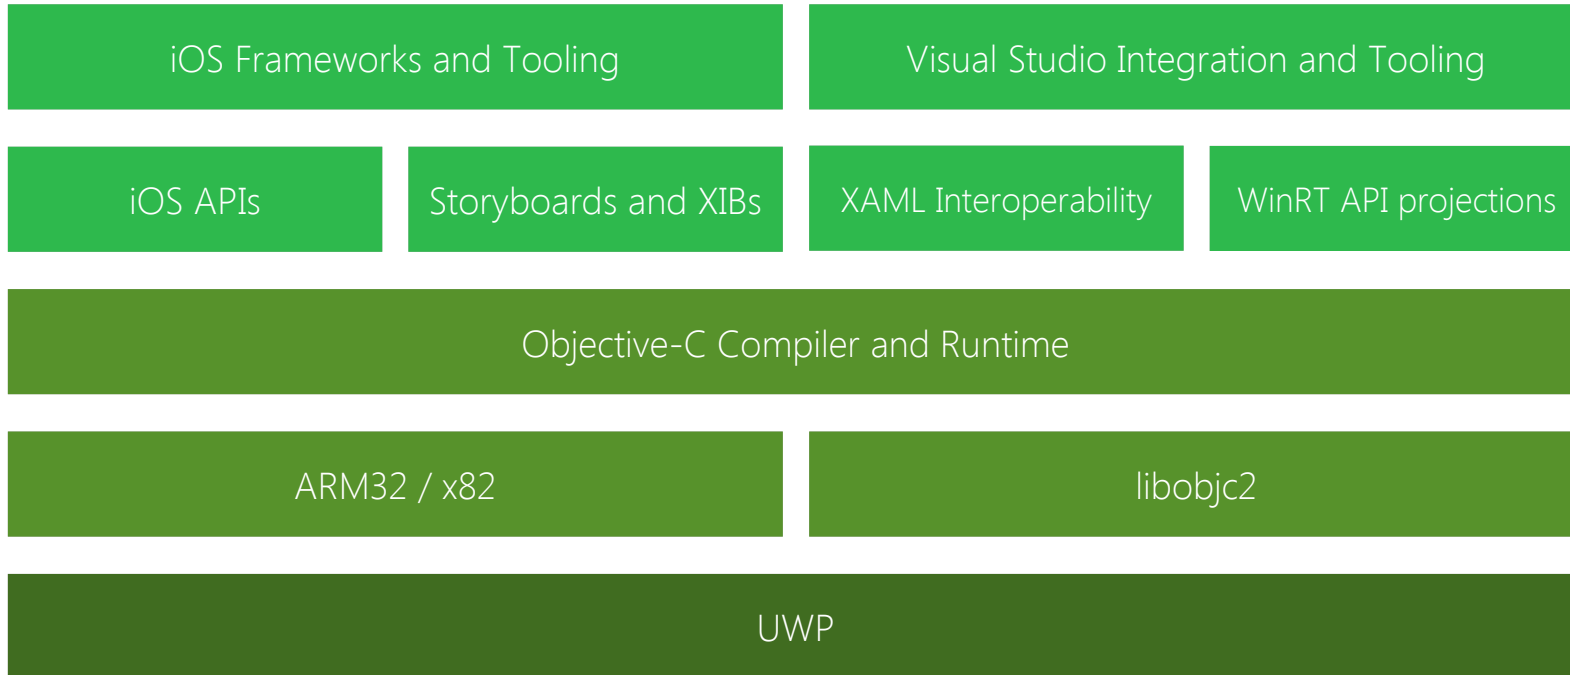 iOS Frameworks and Tooling
Visual Studio Integration and Tooling
iOS APIs
Storyboards and XIBs
XAML Interoperability
WinRT API projections
Objective-C Compiler and Runtime
ARM32 / x82
libobjc2
UWP